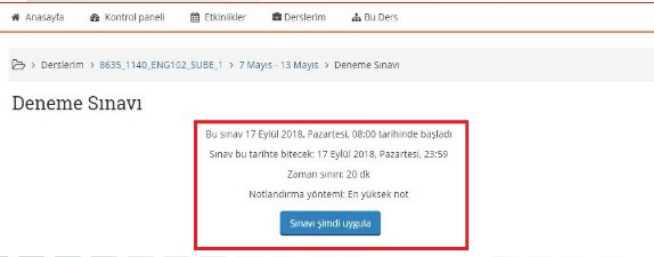 Anasayfa Kontrol paneli Etkinlikler Derslerim Bu Ders
> Derslerim > 8635_1140_ENG102_SUBE_1 > 7 Mayıs - 13 Mayıs > Deneme Sınavı
Deneme Sınavı
Bu sınav 17 Eylül 2018, Pazartesi, 08:00 tarihinde başladı
Sınav bu tarihte bitecek: 17 Eylül 2018, Pazartesi, 23:59
Zaman sınırı: 20 dk
Notlandırma yöntemi: En yüksek not
Sınavı şimdi uygula